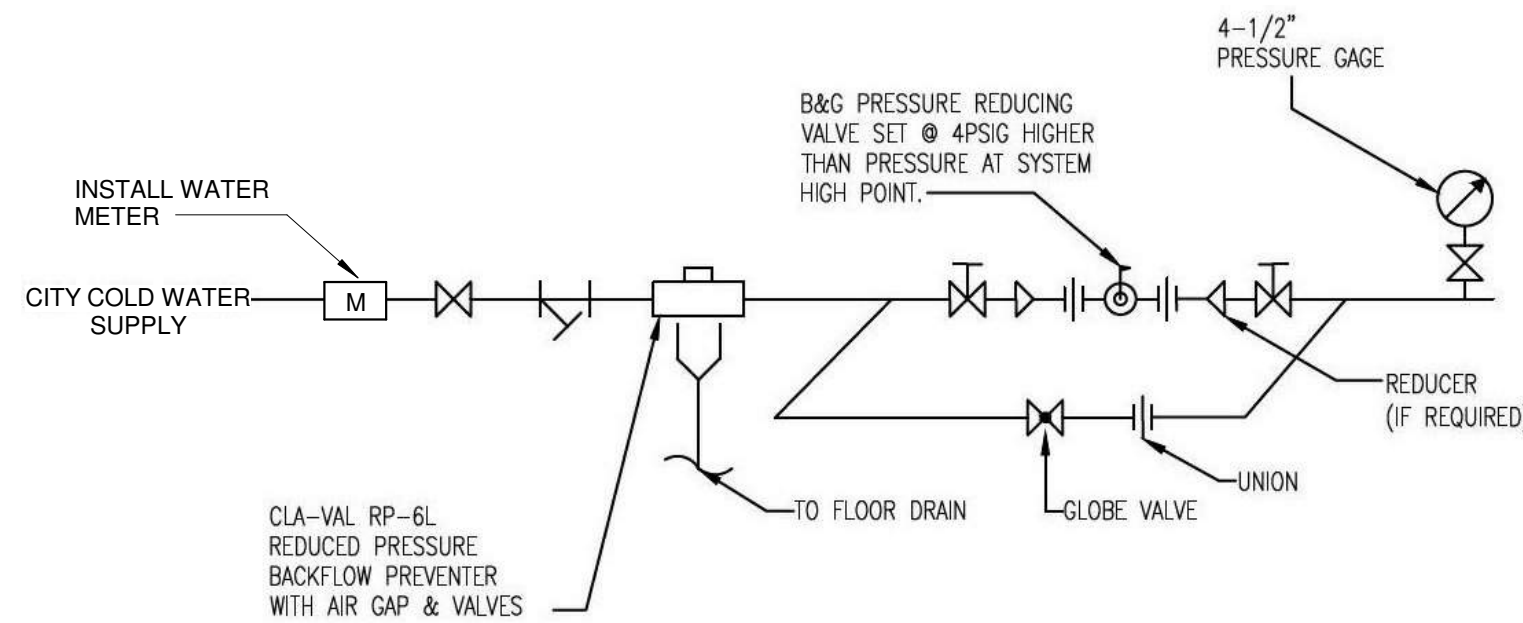 4-1/2"
PRESSURE GAGE
B&G PRESSURE REDUCING
VALVE SET @ 4PSIG HIGHER
THAN PRESSURE AT SYSTEM
HIGH POINT.
INSTALL WATER
METER
CITY COLD WATER
SUPPLY
M
REDUCER
(IF REQUIRED)
UNION
GLOBE VALVE
TO FLOOR DRAIN
CLA-VAL RP-6L
REDUCED PRESSURE
BACKFLOW PREVENTER
WITH AIR GAP & VALVES